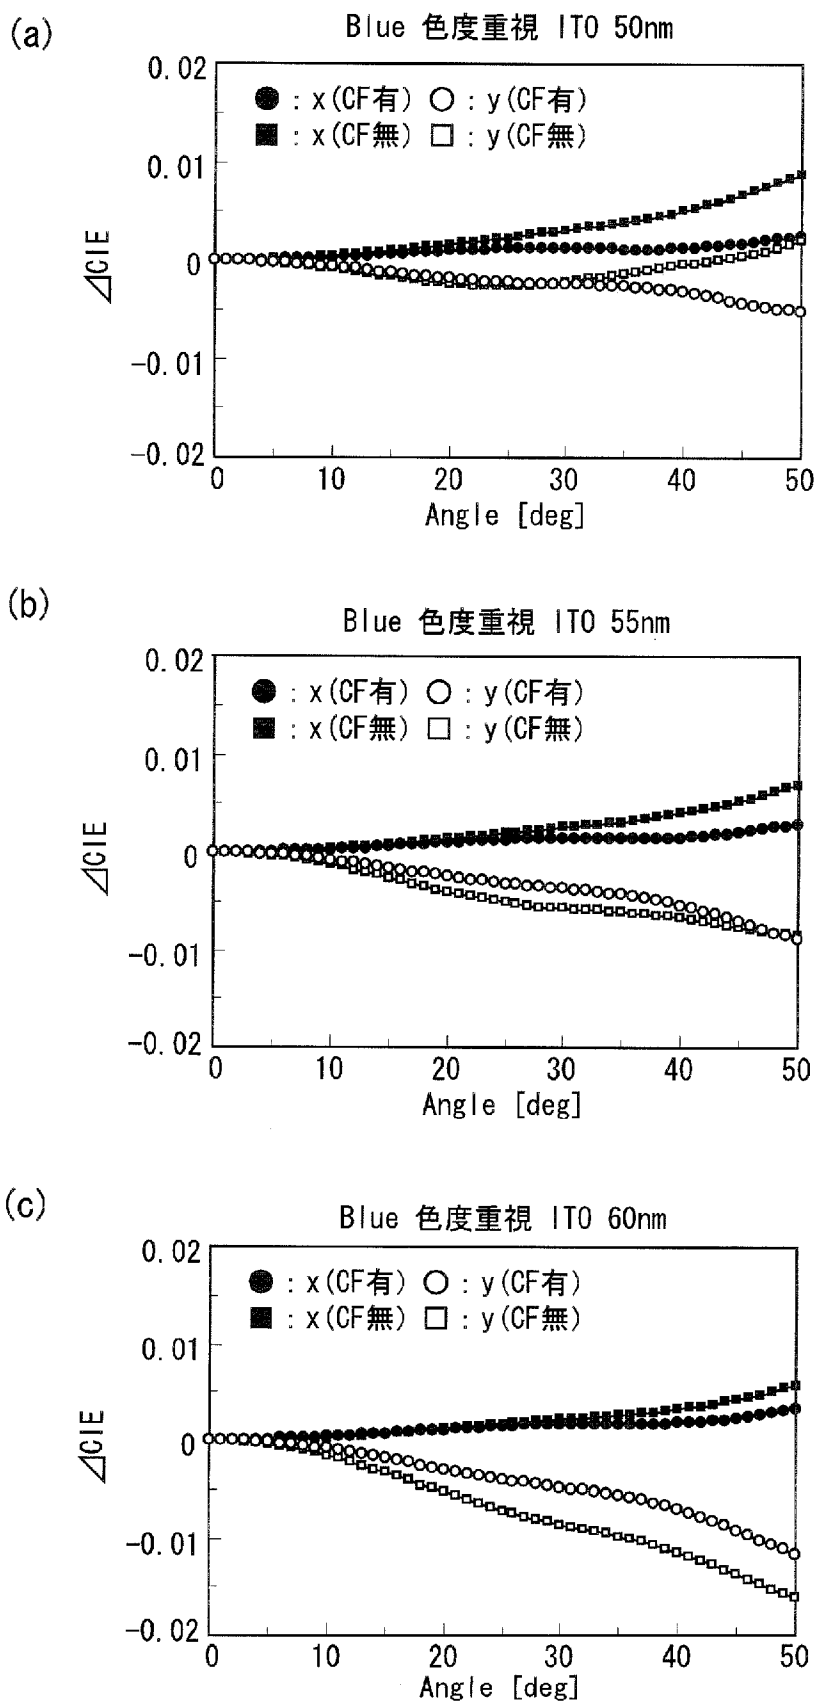 (a)
Blue 色度重視 ITO 50nm
0.02
● : x(CF有) ○ : y(CF有)
■ : x(CF無) □ : y(CF無)
0.01
0
-0.01
-0.02
⊿CIE
0 10 20 30 40 50
Angle [deg]
(b)
Blue 色度重視 ITO 55nm
0.02
● : x(CF有) ○ : y(CF有)
■ : x(CF無) □ : y(CF無)
0.01
0
-0.01
-0.02
⊿CIE
0 10 20 30 40 50
Angle [deg]
(c)
Blue 色度重視 ITO 60nm
0.02
● : x(CF有) ○ : y(CF有)
■ : x(CF無) □ : y(CF無)
0.01
0
-0.01
-0.02
⊿CIE
0 10 20 30 40 50
Angle [deg]